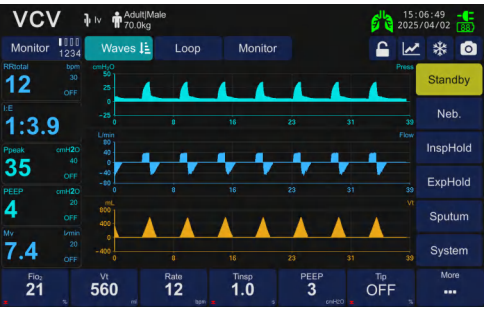 VCV Iv Adult|Male 15:06:49
70.0kg 2025/04/02 88
Monitor 1234 Waves Loop Monitor
RRtotal bpm
12 30
OFF
I:E
1:3.9
Ppeak cmH2O
35 40
OFF
PEEP cmH2O
4 20
OFF
Mv l/min
7.4 20
OFF
cmH₂O Press
50
25
0
-25
0 8 16 23 31 39
L/min Flow
80
40
0
-40
-80
0 8 16 23 31 39
mL Vt
800
400
0
-400
0 8 16 23 31 39
Standby
Neb.
InspHold
ExpHold
Sputum
System
Fio₂ Vt Rate Tinsp PEEP Tip More
21 560 12 1.0 3 OFF ...
% ml bpm s cmH2O %